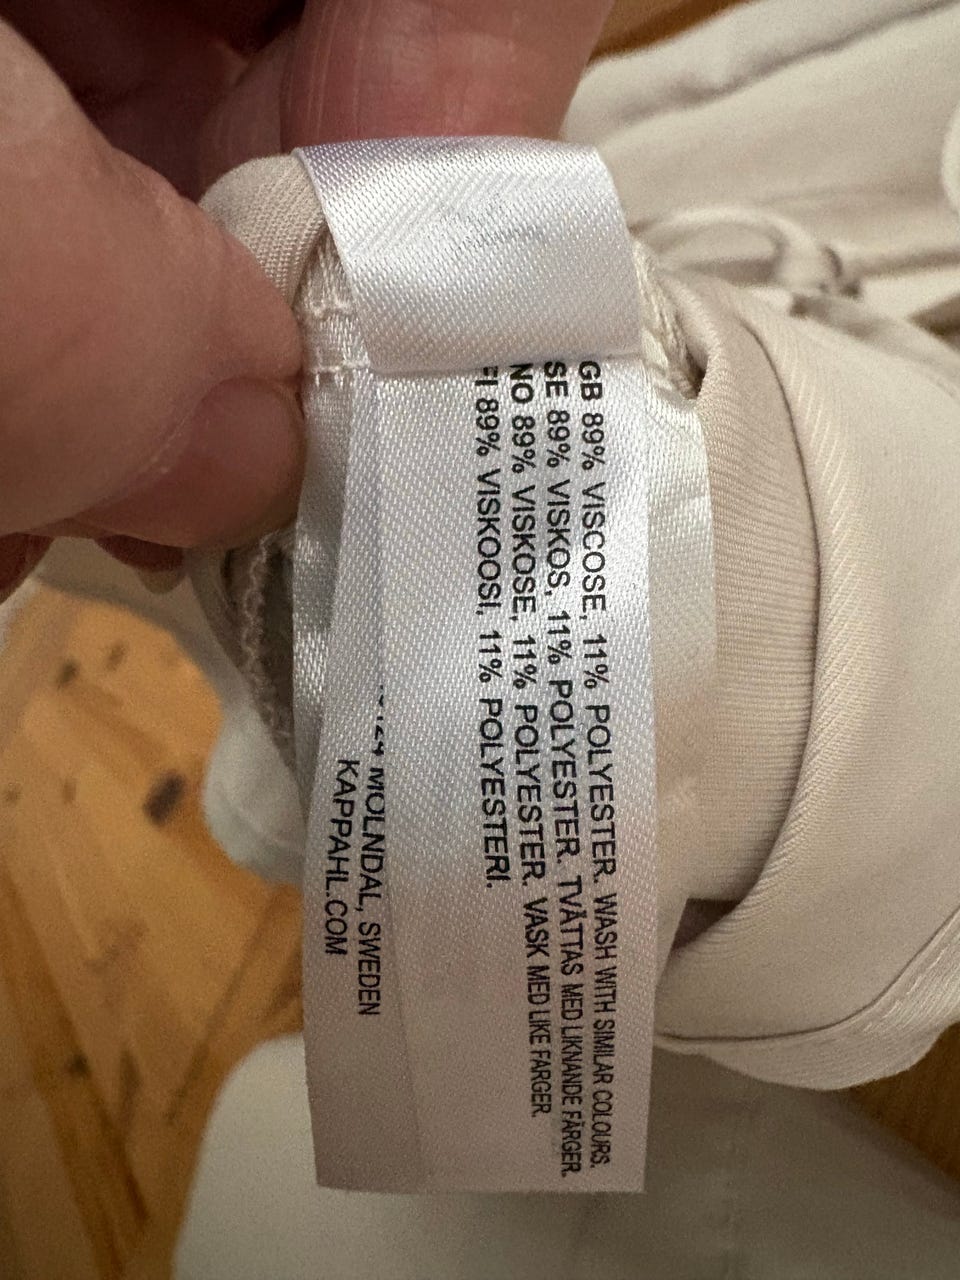 GB 89% VISCOSE, 11% POLYESTER. WASH WITH SIMILAR COLOURS.
SE 89% VISKOS, 11% POLYESTER. TVÄTTAS MED LIKNANDE FÄRGER.
NO 89% VISKOSE, 11% POLYESTER. VASK MED LIKE FARGER.
FI 89% VISKOOSI, 11% POLYESTERI.
MÖLNDAL, SWEDEN
KAPPAHL.COM